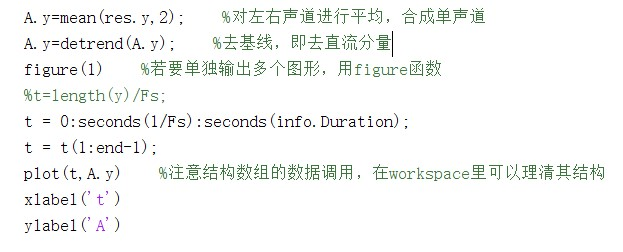 A.y=mean(res.y,2);    %对左右声道进行平均，合成单声道
A.y=detrend(A.y);    %去基线，即去直流分量
figure(1)    %若要单独输出多个图形，用figure函数
%t=length(y)/Fs;
t = 0:seconds(1/Fs):seconds(info.Duration);
t = t(1:end-1);
plot(t,A.y)    %注意结构数组的数据调用，在workspace里可以理清其结构
xlabel('t')
ylabel('A')